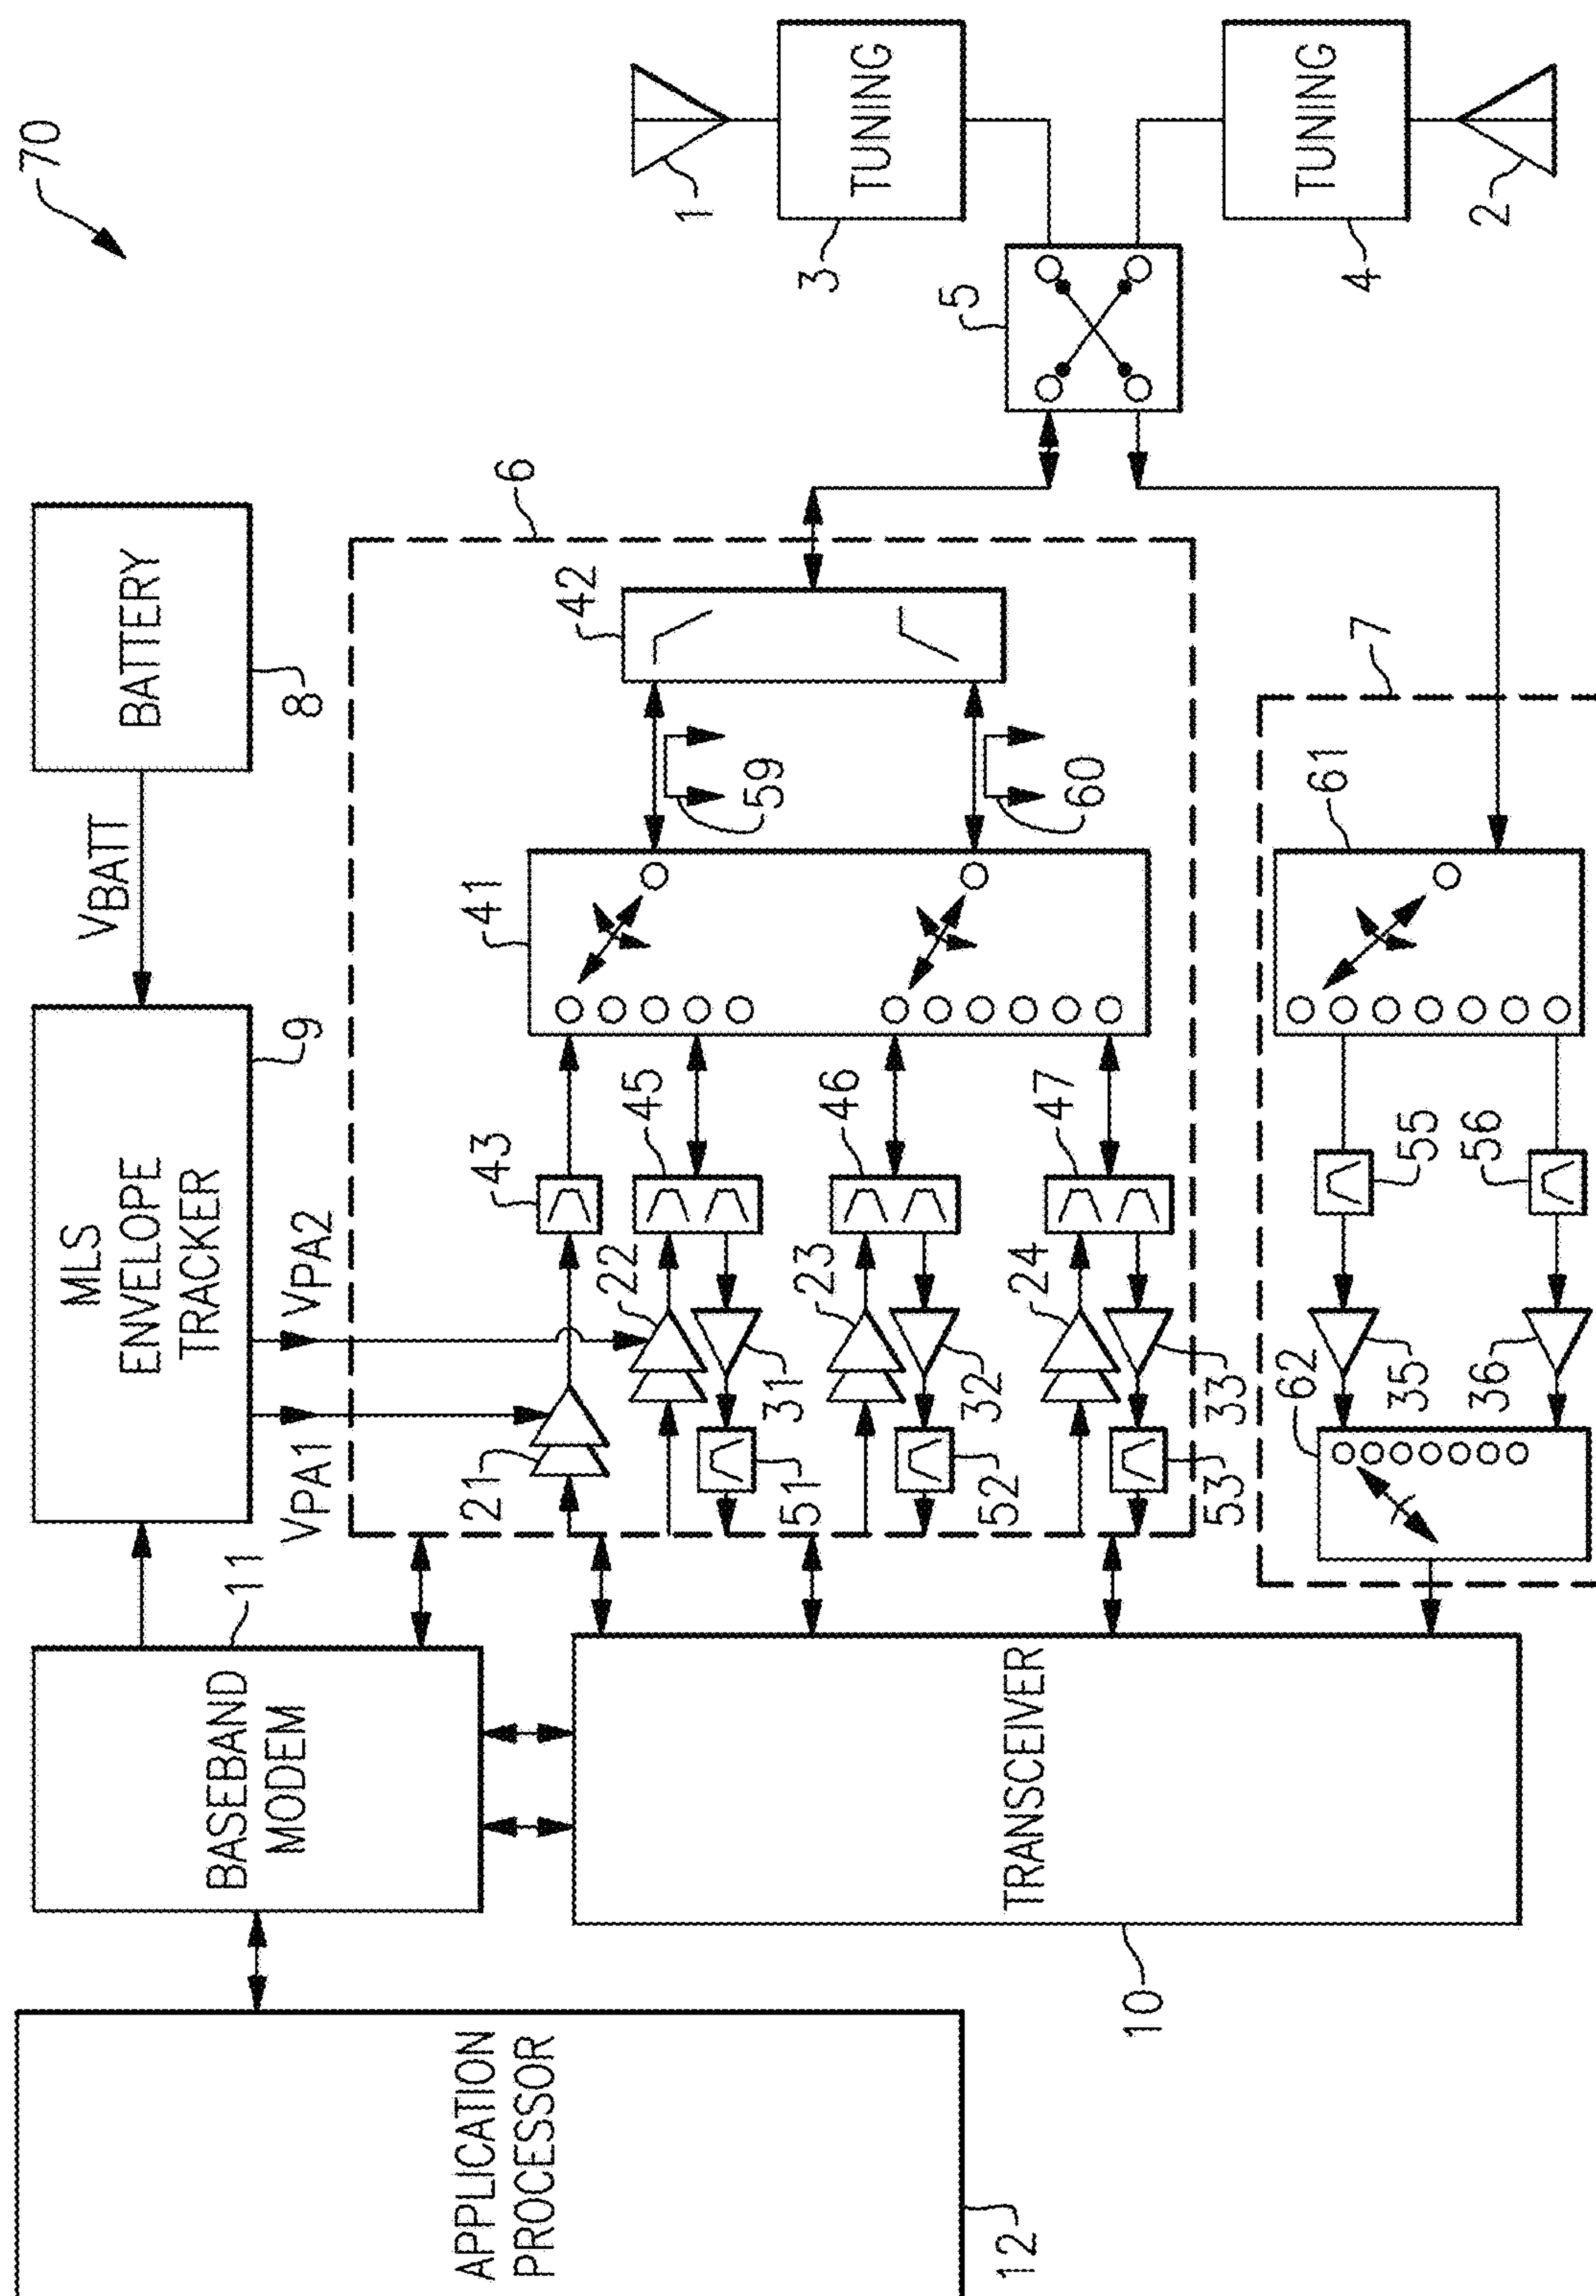 70
APPLICATION
PROCESSOR
12
BASEBAND
MODEM
11
TRANSCEIVER
10
MLS
ENVELOPE
TRACKER
9
VBATT
BATTERY
8
VPA1
VPA2
6
21
22
23
24
31
32
33
51
52
53
43
45
46
47
41
59
60
42
7
62
35
36
55
56
61
5
TUNING
3
1
TUNING
4
2